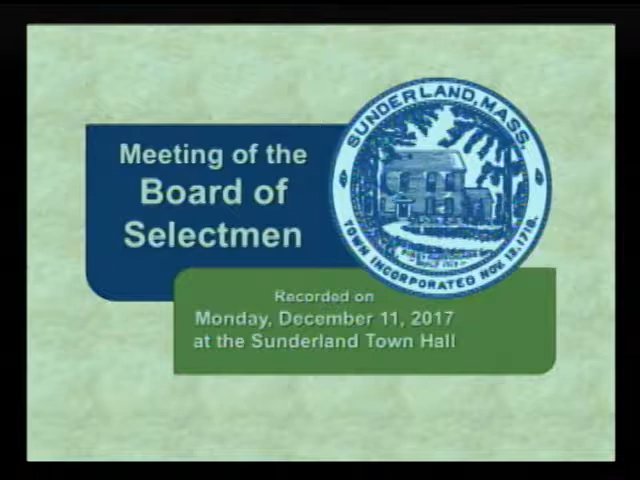 Meeting of the
Board of
Selectmen
SUNDERLAND, MASS.
TOWN INCORPORATED NOV. 12, 1718.
Recorded on
Monday, December 11, 2017
at the Sunderland Town Hall